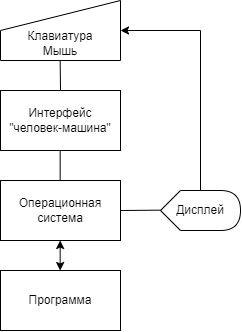 Клавиатура
Мышь
Интерфейс
"человек-машина"
Операционная
система
Дисплей
Программа